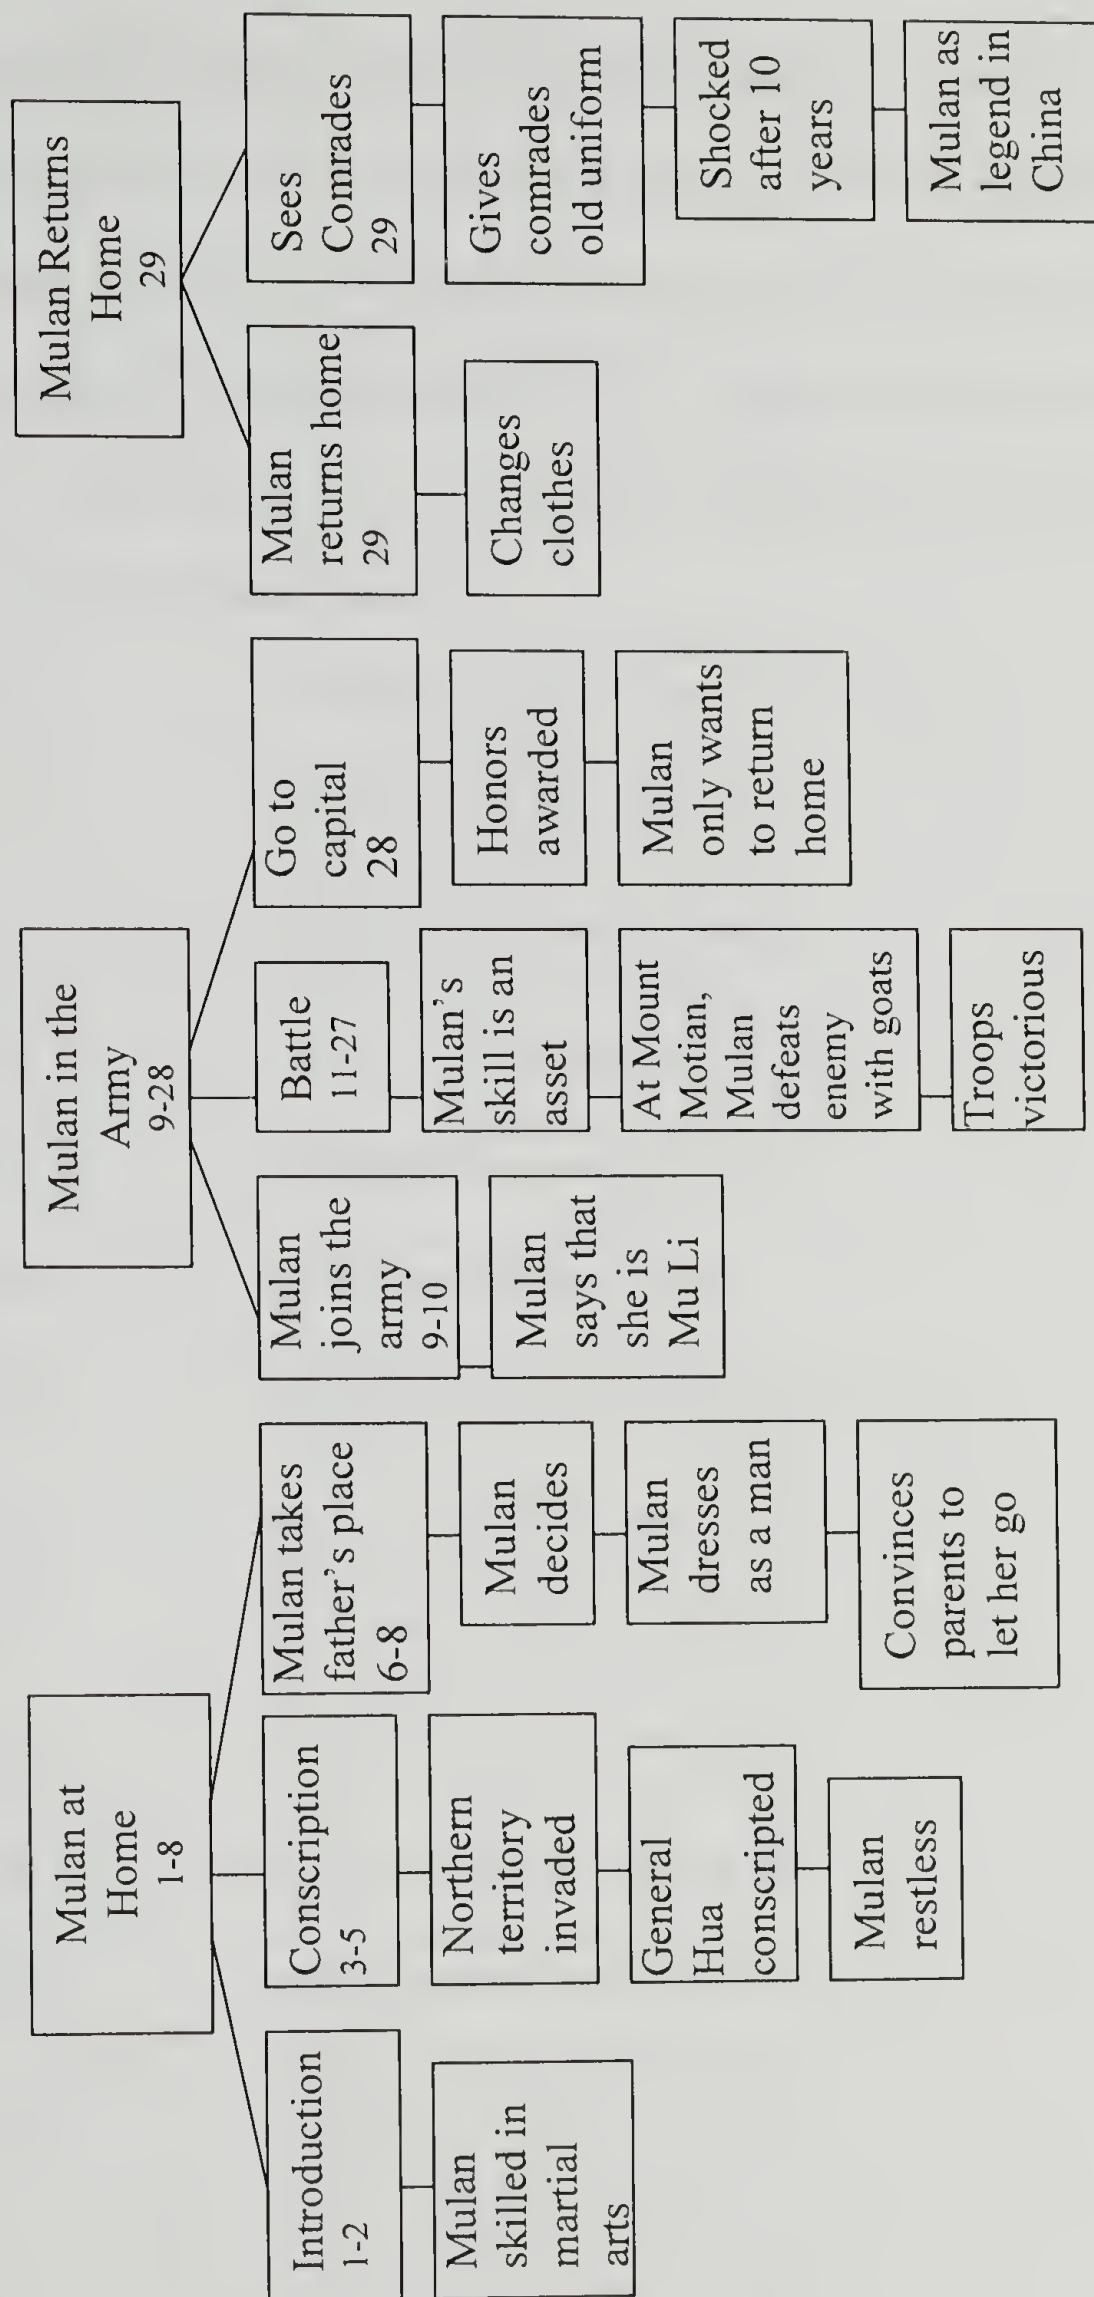 Mulan at
Home
1-8
Introduction
1-2
Mulan
skilled in
martial
arts
Conscription
3-5
Northern
territory
invaded
General
Hua
conscripted
Mulan
restless
Mulan takes
father's place
6-8
Mulan
decides
Mulan
dresses
as a man
Convinces
parents to
let her go
Mulan in the
Army
9-28
Mulan
joins the
army
9-10
Mulan
says that
she is
Mu Li
Battle
11-27
Mulan's
skill is an
asset
At Mount
Motian,
Mulan
defeats
enemy
with goats
Troops
victorious
Go to
capital
28
Honors
awarded
Mulan
only wants
to return
home
Mulan Returns
Home
29
Mulan
returns home
29
Changes
clothes
Sees
Comrades
29
Gives
comrades
old uniform
Shocked
after 10
years
Mulan as
legend in
China